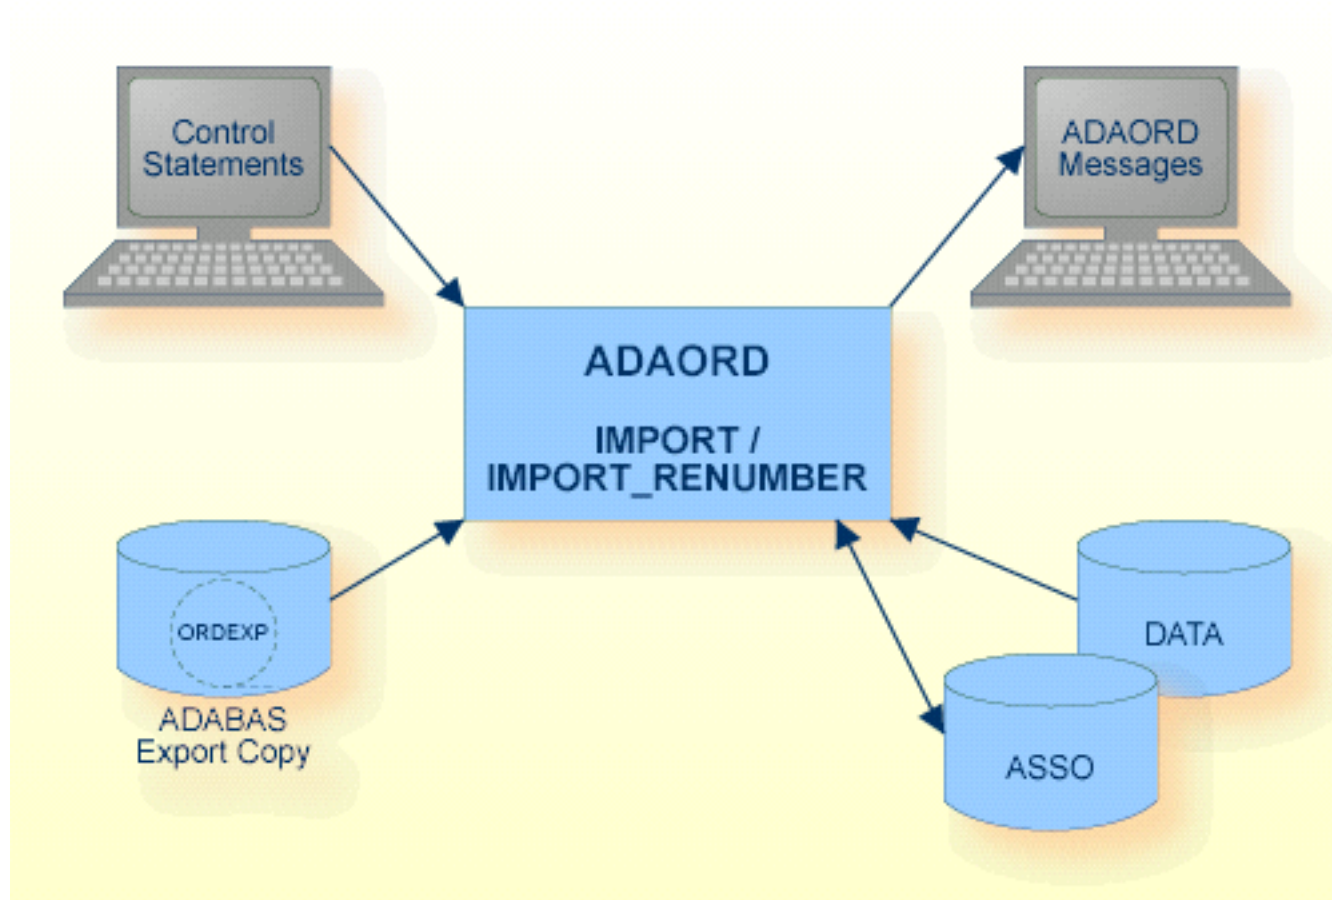 Control
Statements
ADAORD
Messages
ADAORD
IMPORT /
IMPORT_RENUMBER
ORDEXP
ADABAS
Export Copy
DATA
ASSO